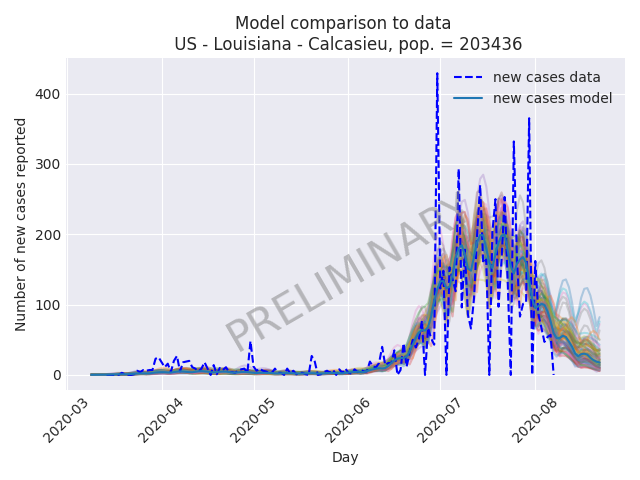 Model comparison to data
US - Louisiana - Calcasieu, pop. = 203436
new cases data
new cases model
Number of new cases reported
400
300
200
100
0
PRELIMINARY
2020-03
2020-04
2020-05
2020-06
2020-07
2020-08
Day